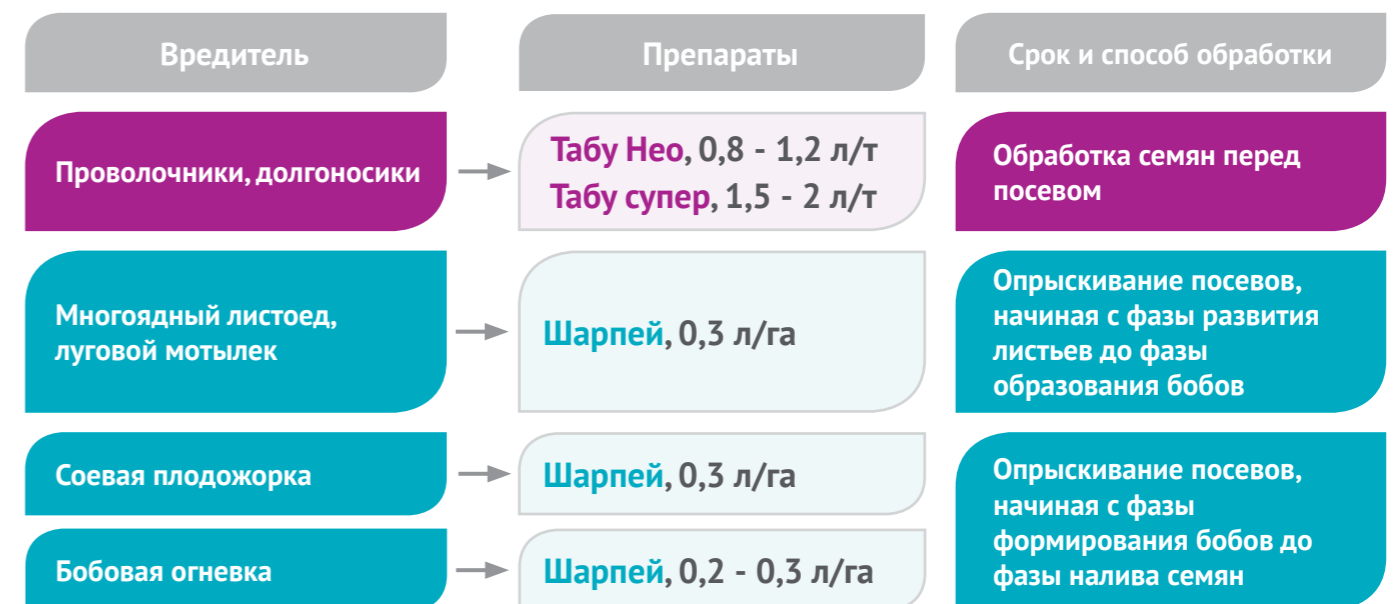 Вредитель
Препараты
Срок и способ обработки
Проволочники, долгоносики
Табу Нео, 0,8 - 1,2 л/т
Табу супер, 1,5 - 2 л/т
Обработка семян перед
посевом
Многоядный листоед,
луговой мотылек
Шарпей, 0,3 л/га
Опрыскивание посевов,
начиная с фазы развития
листьев до фазы
образования бобов
Соевая плодожорка
Шарпей, 0,3 л/га
Бобовая огневка
Шарпей, 0,2 - 0,3 л/га
Опрыскивание посевов,
начиная с фазы
формирования бобов до
фазы налива семян